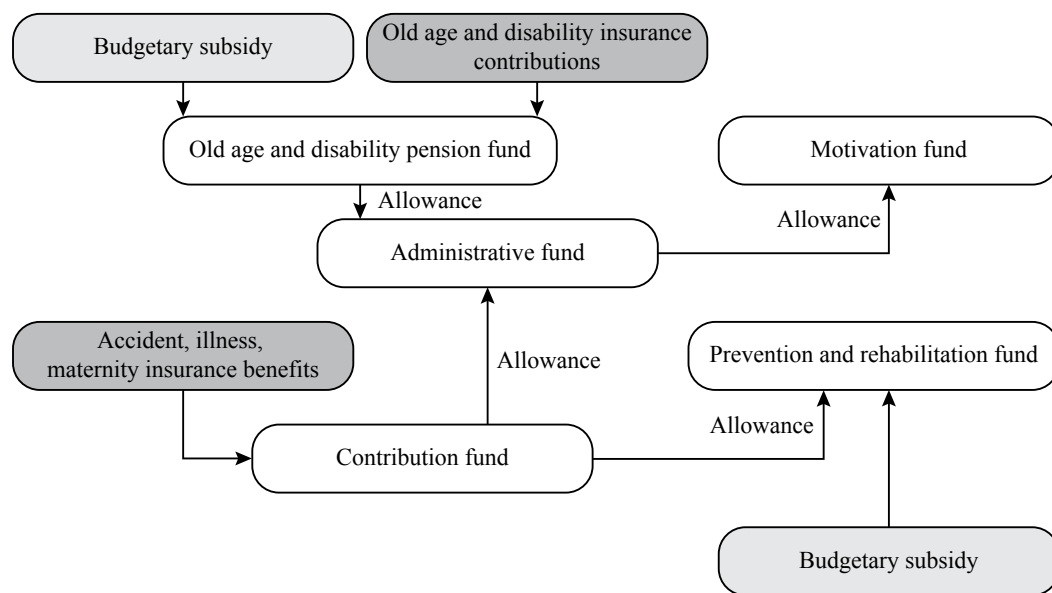 Budgetary subsidy
Old age and disability insurance
contributions
Old age and disability pension fund
Motivation fund
Allowance
Allowance
Administrative fund
Accident, illness,
maternity insurance benefits
Prevention and rehabilitation fund
Allowance
Allowance
Contribution fund
Budgetary subsidy